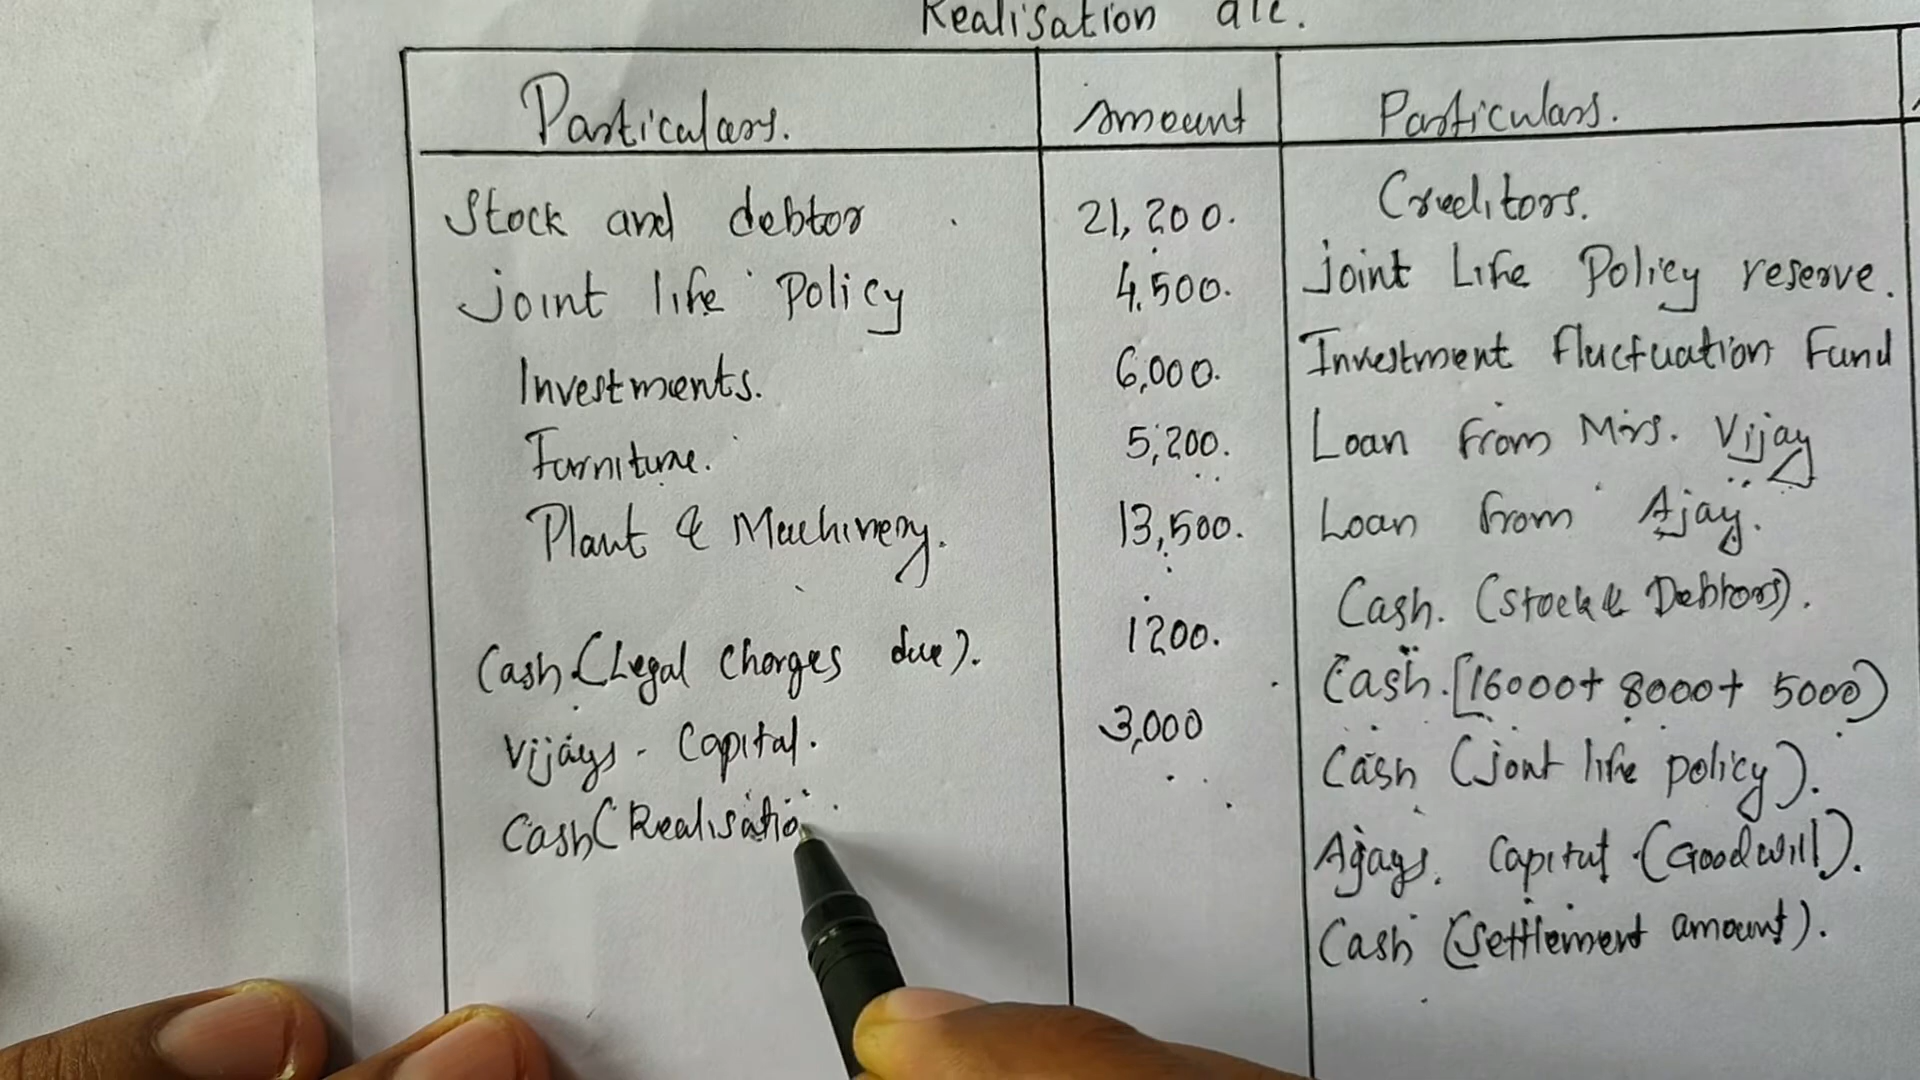 Realisation a/c.
Particulars. Amount Particulars.
Stock and debtor 21,200. Creditors.
joint life Policy 4,500. joint Life Policy reserve.
Investments. 6,000. Investment Fluctuation Fund
Furniture. 5,200. Loan from Mrs. Vijay
Plant & Machinery. 13,500. Loan from Ajay.
Cash. (Stock & Debtors).
Cash (Legal Charges due). 1200. Cash. [16000+ 8000+ 5000)
Vijays - Capital. 3,000 Cash (joint life policy).
Cash (Realisatio Ajays. Capital (Goodwill).
Cash (Settlement amount).